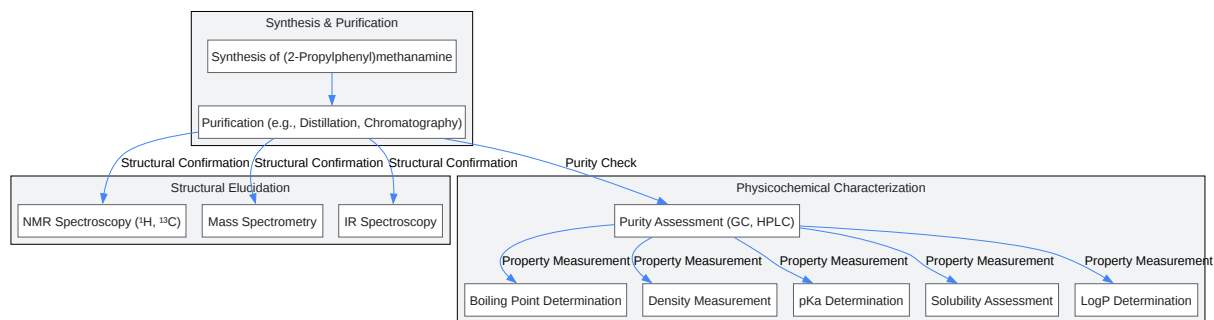 Synthesis & Purification
Synthesis of (2-Propylphenyl)methanamine
Purification (e.g., Distillation, Chromatography)
Structural Confirmation
Structural Confirmation
Structural Confirmation
Purity Check
Structural Elucidation
Physicochemical Characterization
NMR Spectroscopy (¹H, ¹³C)
Mass Spectrometry
IR Spectroscopy
Purity Assessment (GC, HPLC)
Property Measurement
Property Measurement
Property Measurement
Property Measurement
Property Measurement
Boiling Point Determination
Density Measurement
pKa Determination
Solubility Assessment
LogP Determination